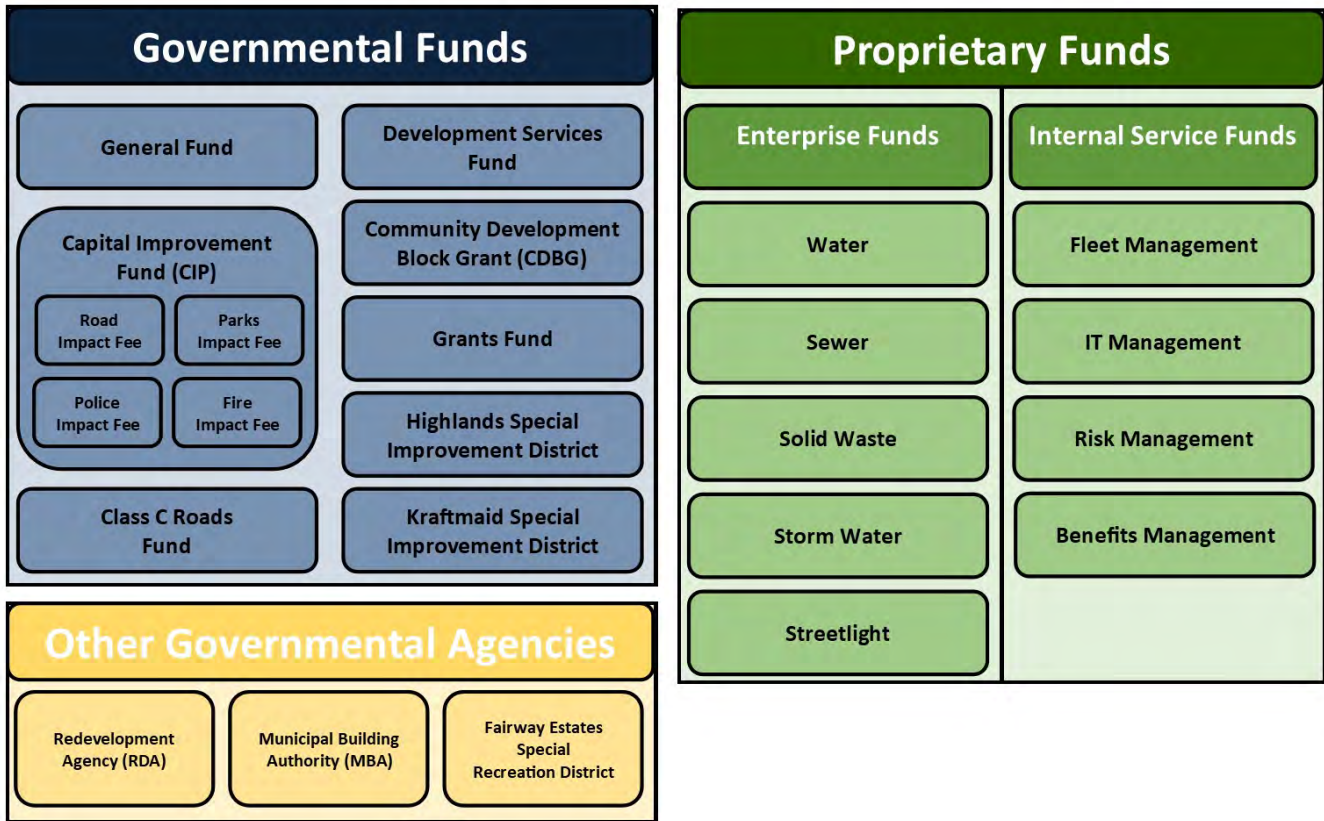 Governmental Funds
General Fund
Development Services
Fund
Capital Improvement
Fund (CIP)
Road
Impact Fee
Parks
Impact Fee
Police
Impact Fee
Fire
Impact Fee
Community Development
Block Grant (CDBG)
Grants Fund
Highlands Special
Improvement District
Class C Roads
Fund
Kraftmaid Special
Improvement District
Other Governmental Agencies
Redevelopment
Agency (RDA)
Municipal Building
Authority (MBA)
Fairway Estates
Special
Recreation District
Proprietary Funds
Enterprise Funds
Water
Sewer
Solid Waste
Storm Water
Streetlight
Internal Service Funds
Fleet Management
IT Management
Risk Management
Benefits Management